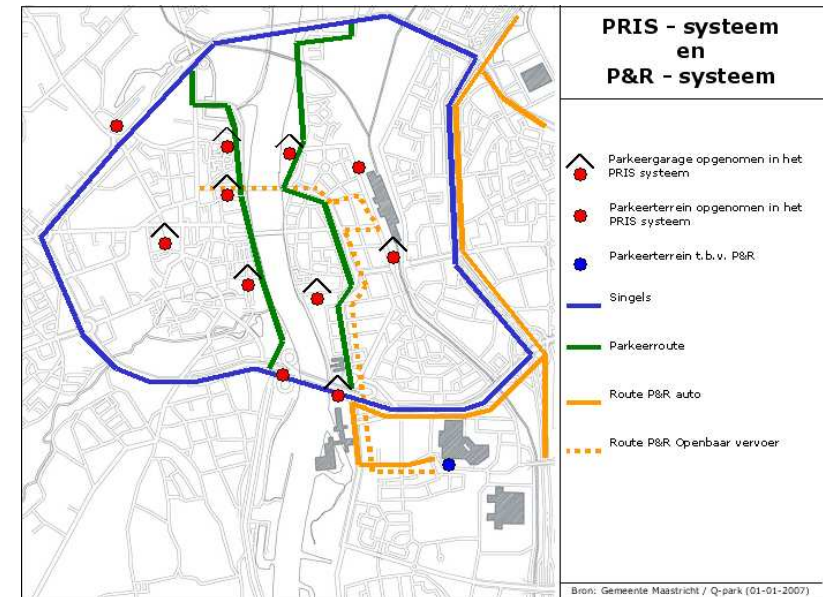 PRIS - systeem
en
P&R - systeem
Parkeergarage opgenomen in het
PRIS systeem
Parkeerterrein opgenomen in het
PRIS systeem
Parkeerterrein t.b.v. P&R
Singels
Parkeerroute
Route P&R auto
Route P&R Openbaar vervoer
Bron: Gemeente Maastricht / Q-park (01-01-2007)